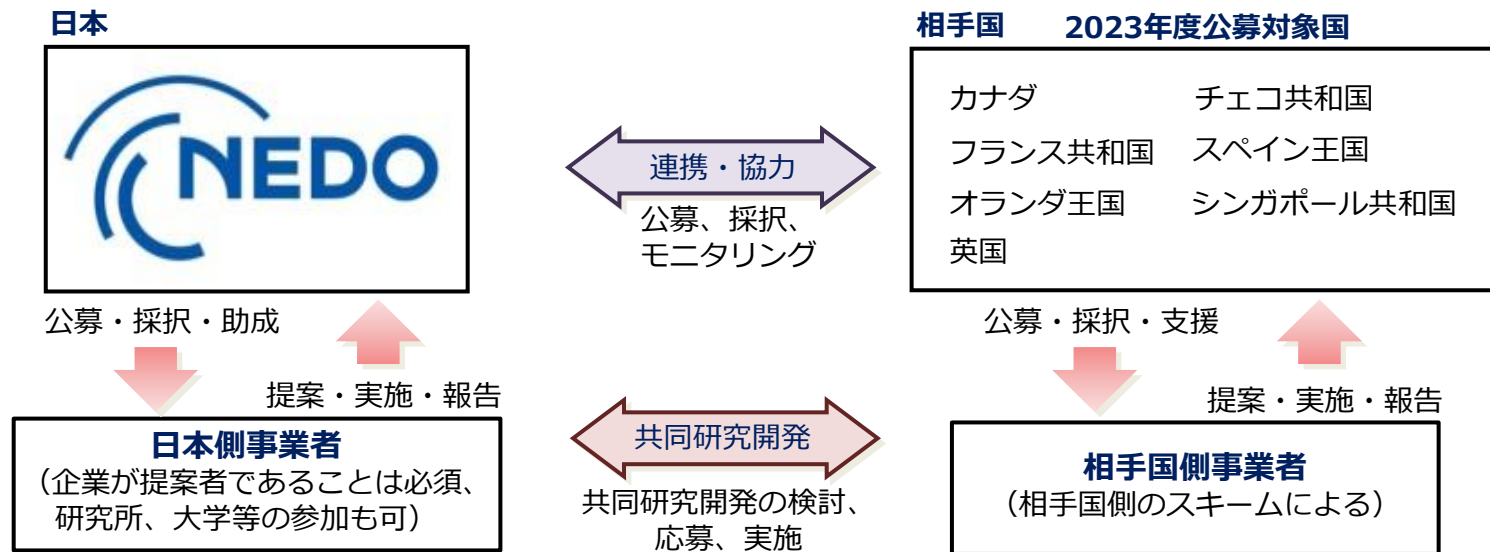 日本
NEDO
公募・採択・助成
提案・実施・報告
日本側事業者
（企業が提案者であることは必須、
研究所、大学等の参加も可）
連携・協力
公募、採択、
モニタリング
共同研究開発
共同研究開発の検討、
応募、実施
相手国 2023年度公募対象国
カナダ チェコ共和国
フランス共和国 スペイン王国
オランダ王国 シンガポール共和国
英国
公募・採択・支援
提案・実施・報告
相手国側事業者
（相手国側のスキームによる）